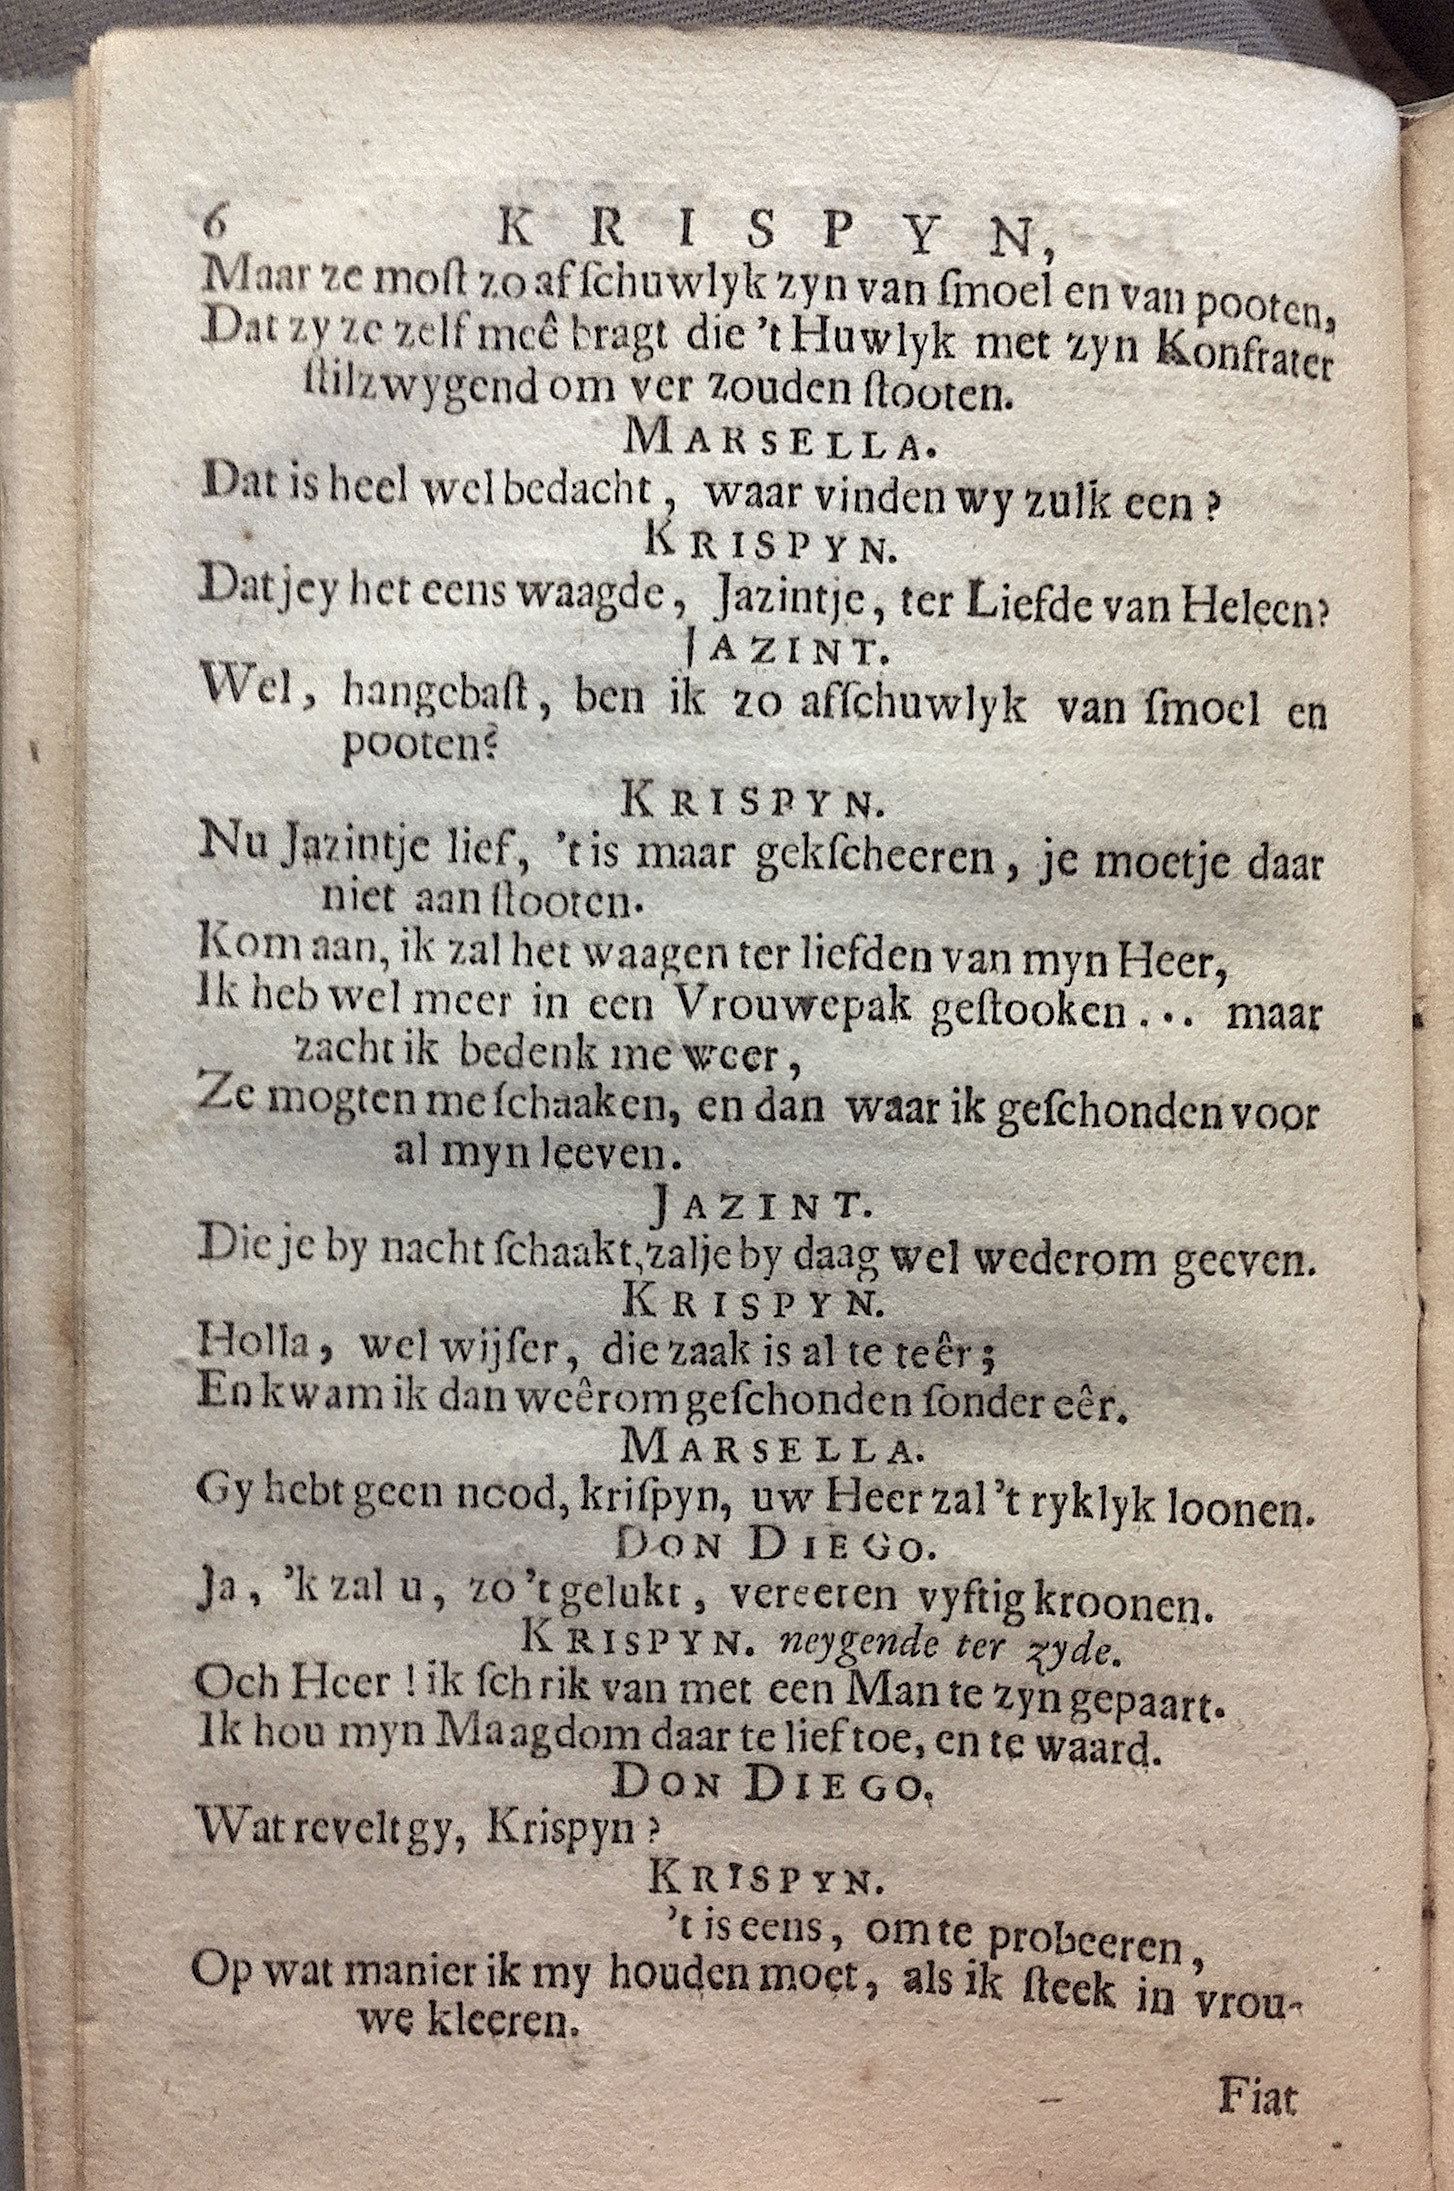 6 KRISPYN,
Maar ze moſt zo afſchuwlyk zyn van ſmoel en van pooten,
Dat zy ze zelf meê bragt die 't Huwlyk met zyn Konfrater
ſtilzwygend om ver zouden ſtooten.
MARSELLA.
Dat is heel wel bedacht, waar vinden wy zulk een?
KRISPYN.
Dat jey het eens waagde, Jazintje, ter Liefde van Heleen?
JAZINT.
Wel, hangebaſt, ben ik zo afſchuwlyk van ſmoel en
pooten?
KRISPYN.
Nu Jazintje lief, 't is maar gekſcheeren, je moetje daar
niet aan ſtooten.
Kom aan, ik zal het waagen ter liefden van myn Heer,
Ik heb wel meer in een Vrouwepak geſtooken... maar
zacht ik bedenk me weer,
Ze mogten me ſchaaken, en dan waar ik geſchonden voor
al myn leeven.
JAZINT.
Die je by nacht ſchaakt, zalje by daag wel wederom geeven.
KRISPYN.
Holla, wel wijſer, die zaak is al te teêr;
En kwam ik dan weêrom geſchonden ſonder eêr.
MARSELLA.
Gy hebt geen nood, kriſpyn, uw Heer zal 't ryklyk loonen.
DON DIEGO.
Ja, 'k zal u, zo 't gelukt, vereeren vyftig kroonen.
KRISPYN. neygende ter zyde.
Och Heer! ik ſchrik van met een Man te zyn gepaart.
Ik hou myn Maagdom daar te lief toe, en te waard.
DON DIEGO.
Wat revelt gy, Krispyn?
KRISPYN.
't is eens, om te probeeren,
Op wat manier ik my houden moet, als ik ſteek in vrou-
we kleeren.
Fiat